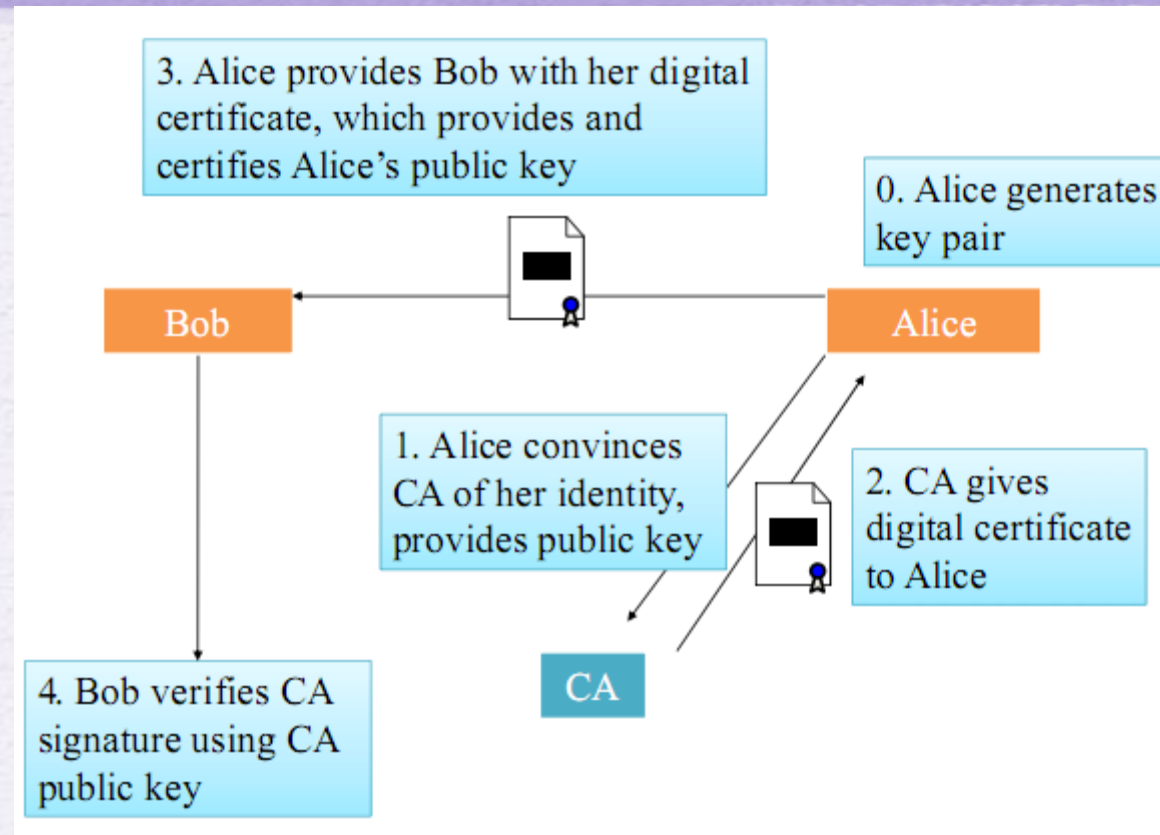 3. Alice provides Bob with her digital
certificate, which provides and
certifies Alice’s public key
0. Alice generates
key pair
Bob
Alice
1. Alice convinces
CA of her identity,
provides public key
2. CA gives
digital certificate
to Alice
CA
4. Bob verifies CA
signature using CA
public key